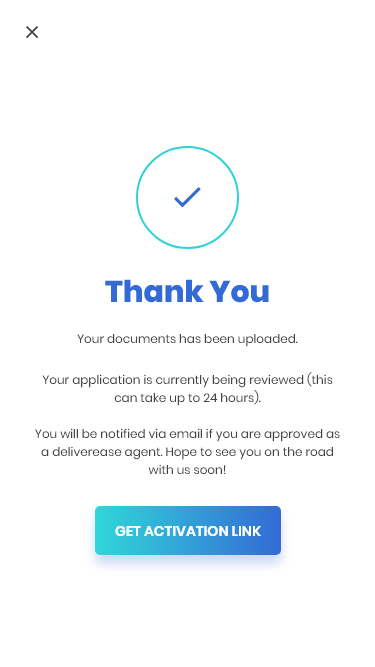 Thank You
Your documents has been uploaded.
Your application is currently being reviewed (this
can take up to 24 hours).
You will be notified via email if you are approved as
a deliverease agent. Hope to see you on the road
with us soon!
GET ACTIVATION LINK